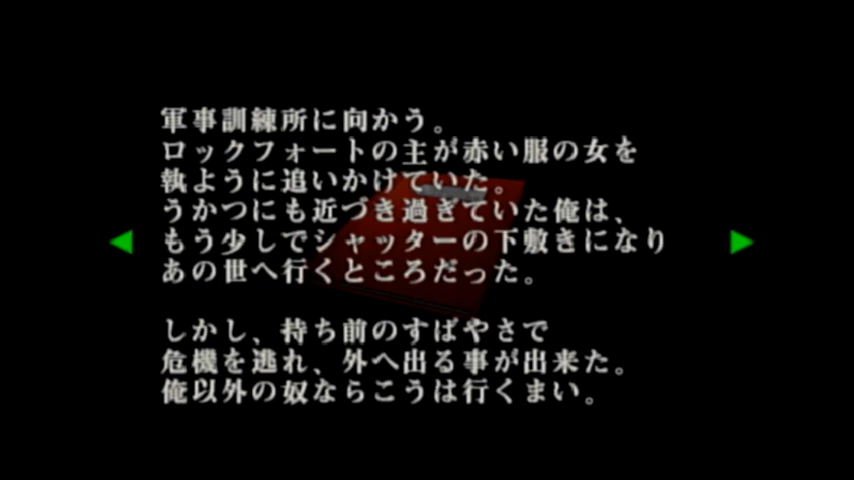 軍事訓練所に向かう。
ロックフォートの主が赤い服の女を
執ように追いかけていた。
うかつにも近づき過ぎていた俺は、
もう少しでシャッターの下敷きになり
あの世へ行くところだった。
しかし、持ち前のすばやさで
危機を逃れ、外へ出る事が出来た。
俺以外の奴ならこうは行くまい。